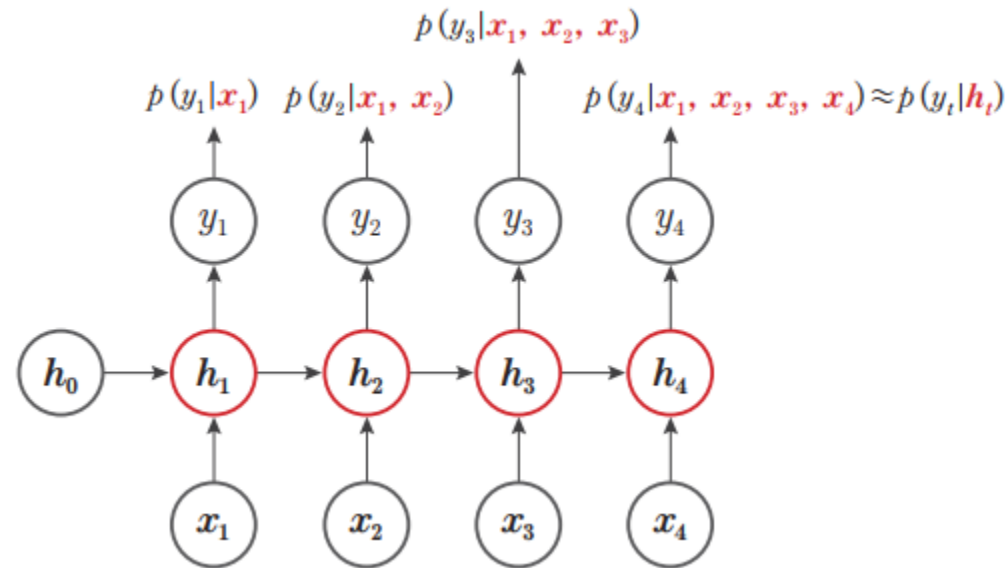 p(y₃|x₁, x₂, x₃)
p(y₁|x₁) p(y₂|x₁, x₂) p(y₄|x₁, x₂, x₃, x₄)≈p(yₜ|hₜ)
y₁ y₂ y₃ y₄
h₀ h₁ h₂ h₃ h₄
x₁ x₂ x₃ x₄